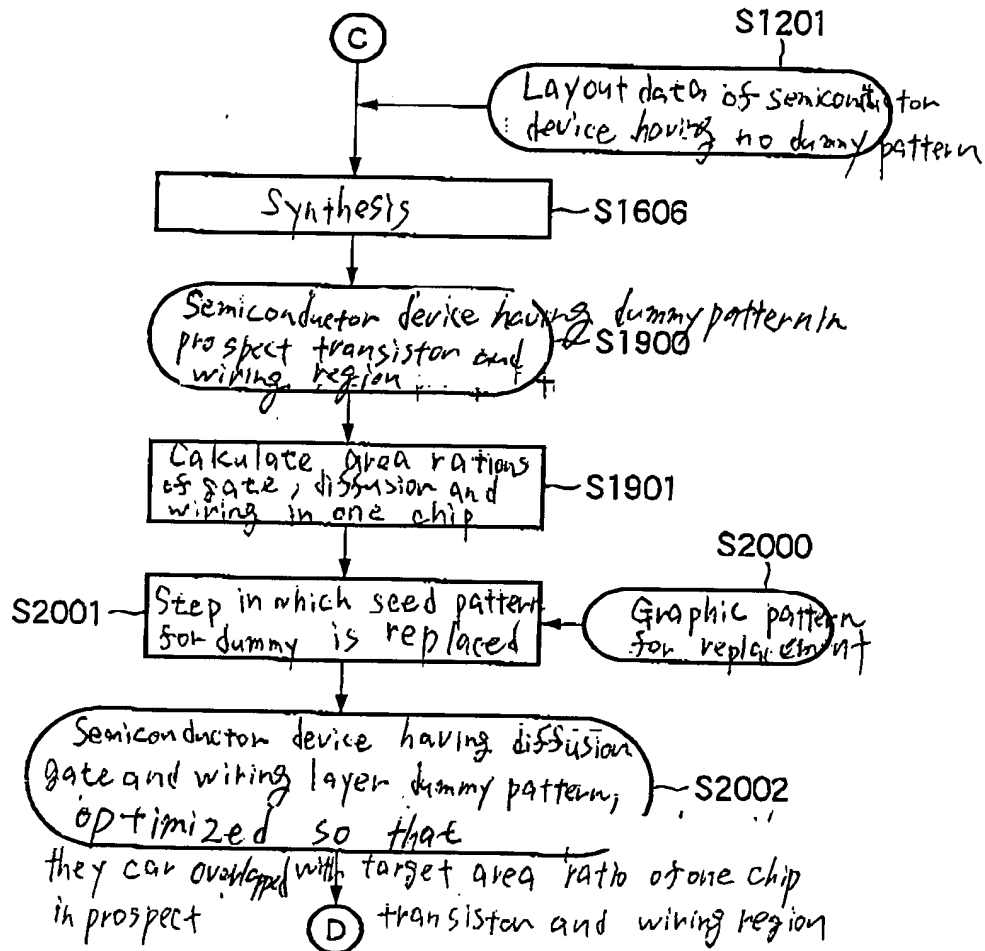 C
S1201
Layout data of semiconductor
device having no dummy pattern
Synthesis
S1606
Semiconductor device having dummy pattern in
prospect transistor and
wiring region
S1900
Calculate area rations
of gate, diffusion and
wiring in one chip
S1901
S2000
S2001
Step in which seed pattern
for dummy is replaced
Graphic pattern
for replacement
Semiconductor device having diffusion
gate and wiring layer dummy pattern,
optimized so that
S2002
they car overlapped with target area ratio of one chip
in prospect transistor and wiring region
D